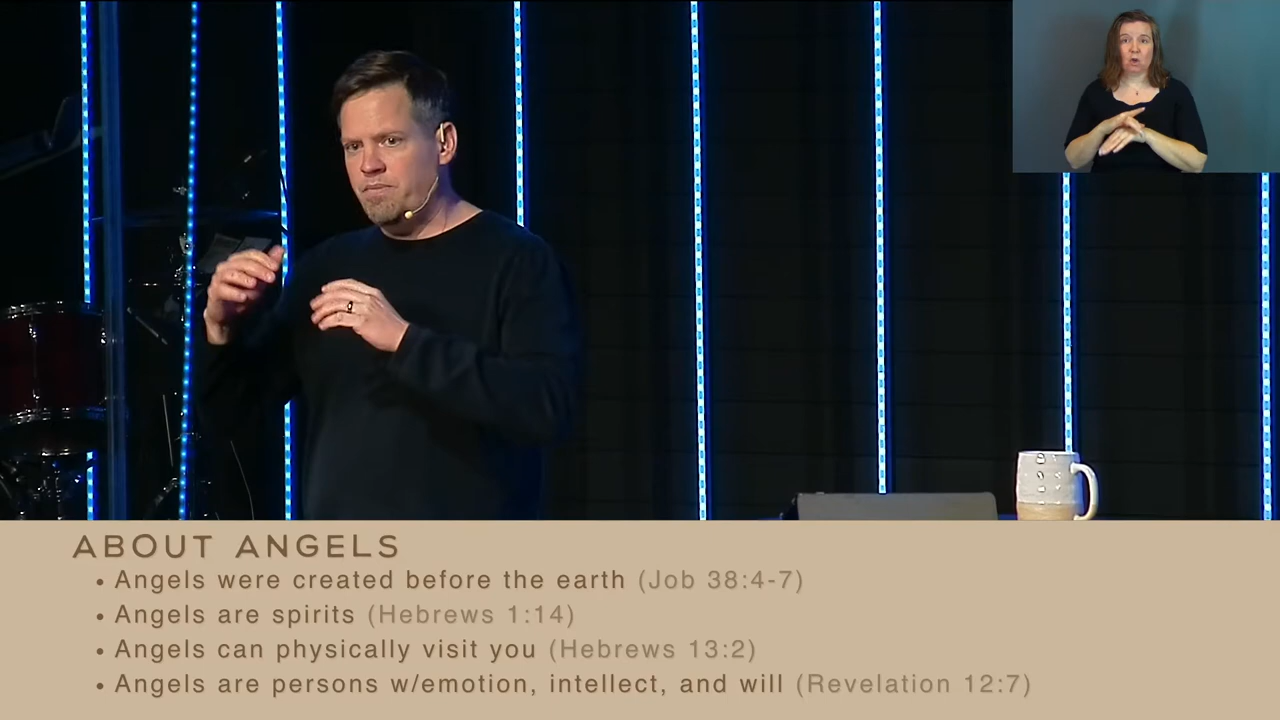 ABOUT ANGELS
• Angels were created before the earth (Job 38:4-7)
• Angels are spirits (Hebrews 1:14)
• Angels can physically visit you (Hebrews 13:2)
• Angels are persons w/emotion, intellect, and will (Revelation 12:7)